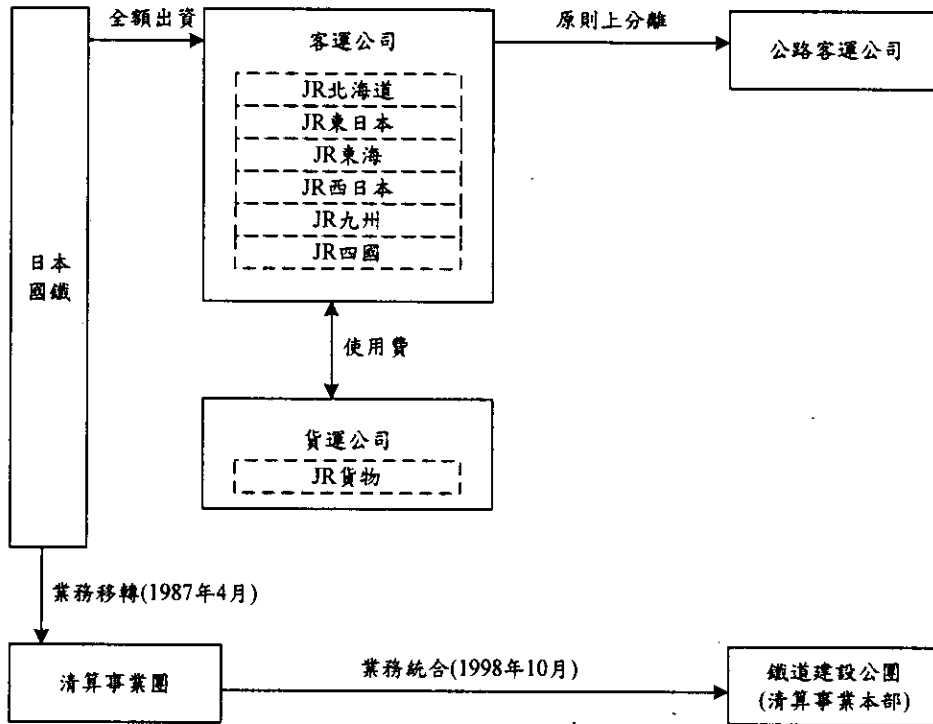 全額出資
原則上分離
客運公司
公路客運公司
JR北海道
JR東日本
JR東海
JR西日本
JR九州
JR四國
日本
國鐵
使用費
貨運公司
JR貨物
業務移轉(1987年4月)
清算事業團
業務統合(1998年10月)
鐵道建設公團
(清算事業本部)